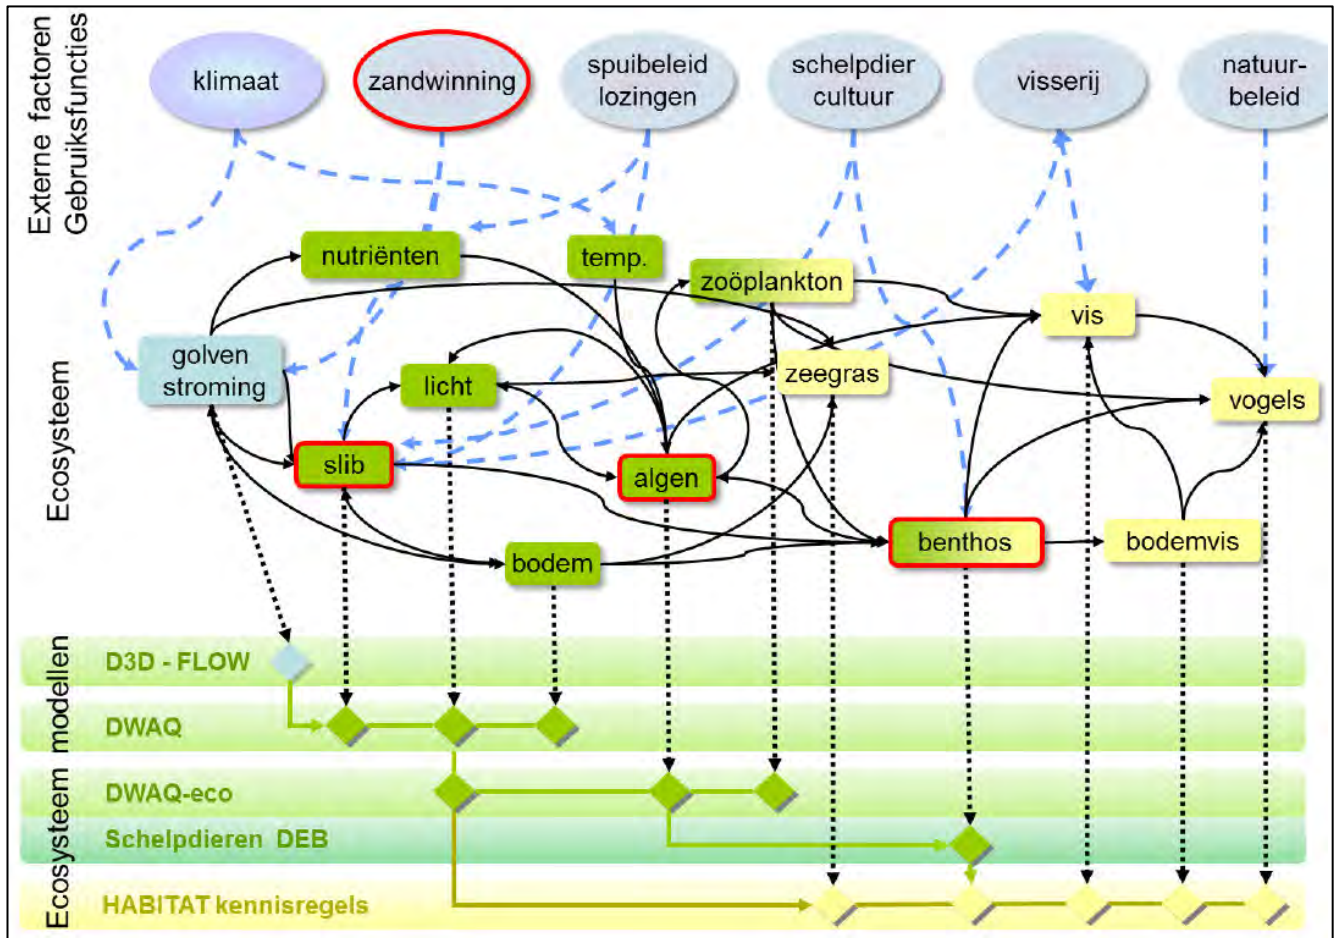 Externe factoren
Gebruiksfuncties
klimaat
zandwinning
spuibeleid
lozingen
schelpdier
cultuur
visserij
natuur-
beleid
Ecosysteem
nutriënten
temp.
zoöplankton
vis
golven
stroming
licht
zeegras
vogels
slib
algen
benthos
bodemvis
bodem
Ecosysteem modellen
D3D - FLOW
DWAQ
DWAQ-eco
Schelpdieren DEB
HABITAT kennisregels